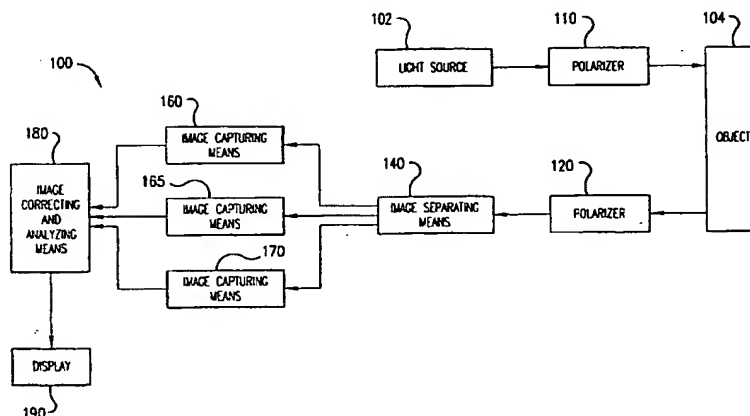 102
110
104
LIGHT SOURCE
POLARIZER
100
160
OBJECT
180
IMAGE CAPTURING
MEANS
140
120
IMAGE
CORRECTING
AND
ANALYZING
MEANS
165
IMAGE CAPTURING
MEANS
IMAGE SEPARATING
MEANS
POLARIZER
170
IMAGE CAPTURING
MEANS
DISPLAY
190